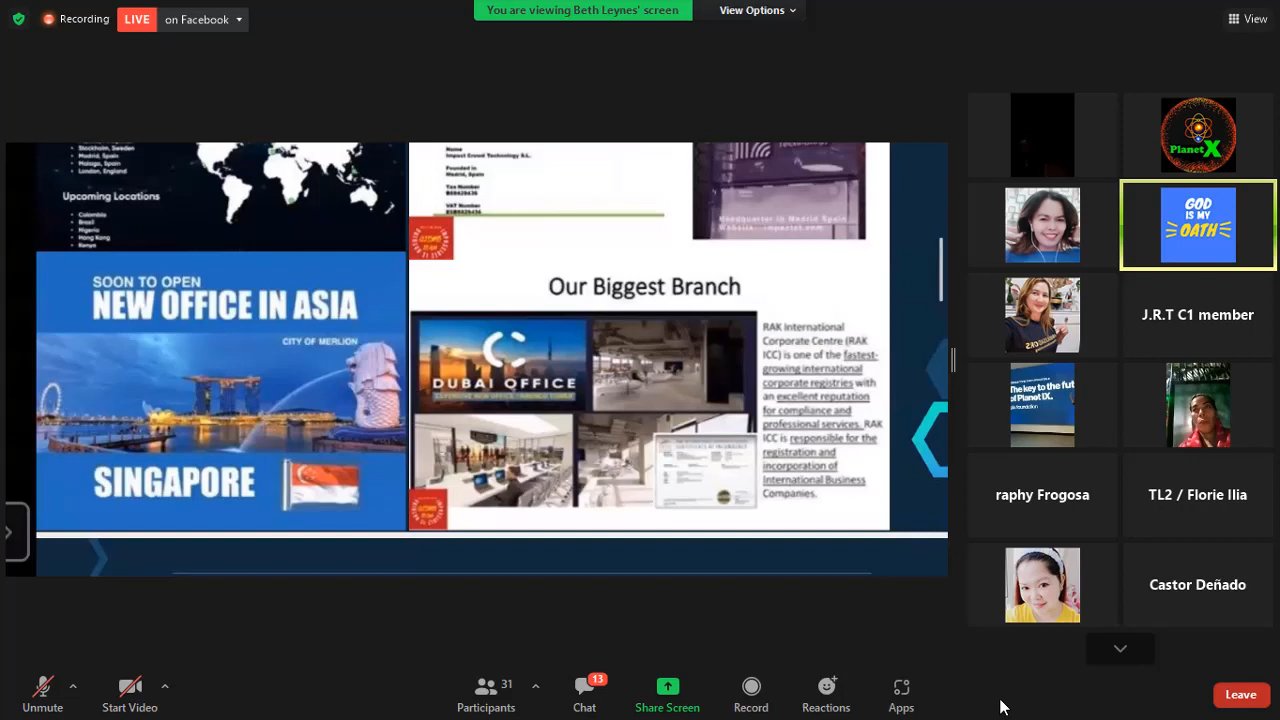 Recording
LIVE
on Facebook
You are viewing Beth Leynes' screen
View Options
View
Stockholm, Sweden
Madrid, Spain
Malaga, Spain
London, England
Upcoming Locations
Colombia
Brasil
Nigeria
Hong Kong
Kenya
SOON TO OPEN
NEW OFFICE IN ASIA
CITY OF MERLION
SINGAPORE
Name
Impact Crowd Technology S.L.
Founded in
Madrid, Spain
Tax Number
VAT Number
Headquarter in Madrid Spain
Our Biggest Branch
DUBAI OFFICE
RAK International
Corporate Centre (RAK
ICC) is one of the fastest-
growing international
corporate registries with
an excellent reputation
for compliance and
professional services. RAK
ICC is responsible for the
registration and
incorporation of
International Business
Companies.
Planet X
GOD
IS MY
OATH
J.R.T C1 member
The key to the fut
of Planet IX.
raphy Frogosa
TL2 / Florie Ilia
Castor Deñado
Unmute
Start Video
Participants
31
Chat
13
Share Screen
Record
Reactions
Apps
Leave